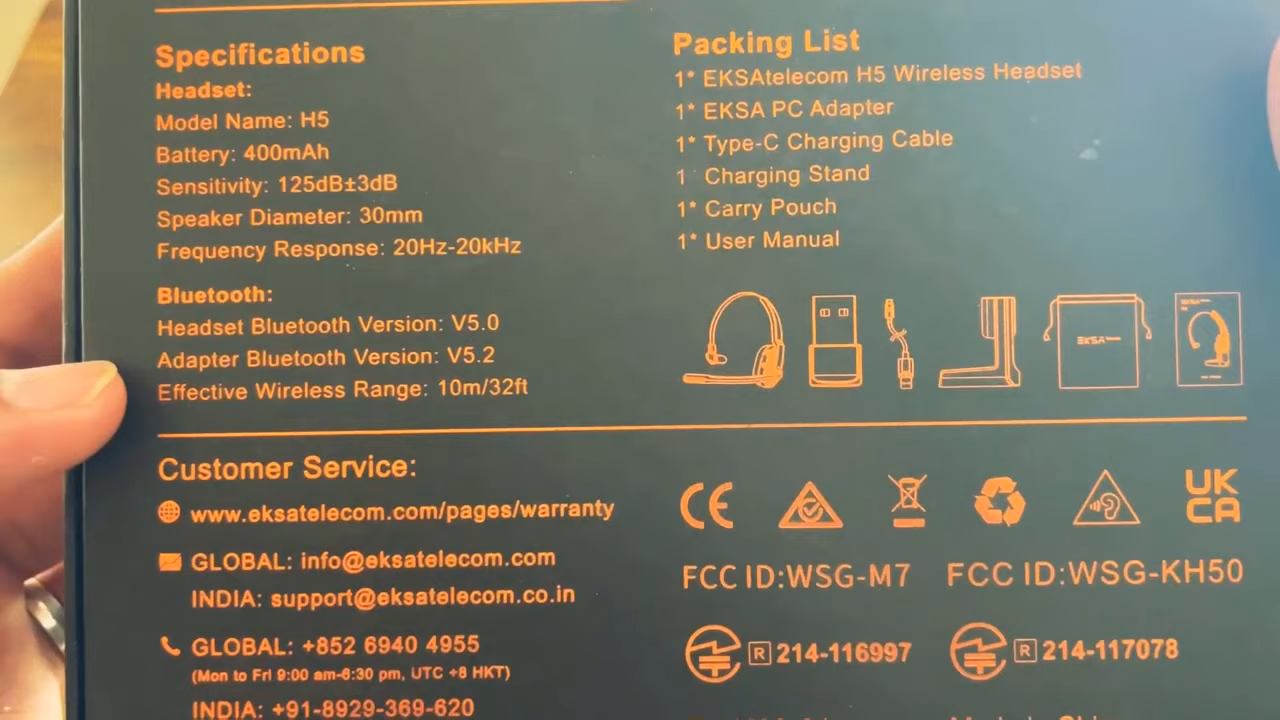 Specifications
Headset:
Model Name: H5
Battery: 400mAh
Sensitivity: 125dB±3dB
Speaker Diameter: 30mm
Frequency Response: 20Hz-20kHz
Bluetooth:
Headset Bluetooth Version: V5.0
Adapter Bluetooth Version: V5.2
Effective Wireless Range: 10m/32ft
Packing List
1* EKSAtelecom H5 Wireless Headset
1* EKSA PC Adapter
1* Type-C Charging Cable
1 Charging Stand
1* Carry Pouch
1* User Manual
EKSA
Customer Service:
www.eksatelecom.com/pages/warranty
GLOBAL: info@eksatelecom.com
INDIA: support@eksatelecom.co.in
GLOBAL: +852 6940 4955
(Mon to Fri 9:00 am-6:30 pm, UTC +8 HKT)
INDIA: +91-8929-369-620
CE
UK
CA
FCC ID:WSG-M7 FCC ID:WSG-KH50
R 214-116997 R 214-117078